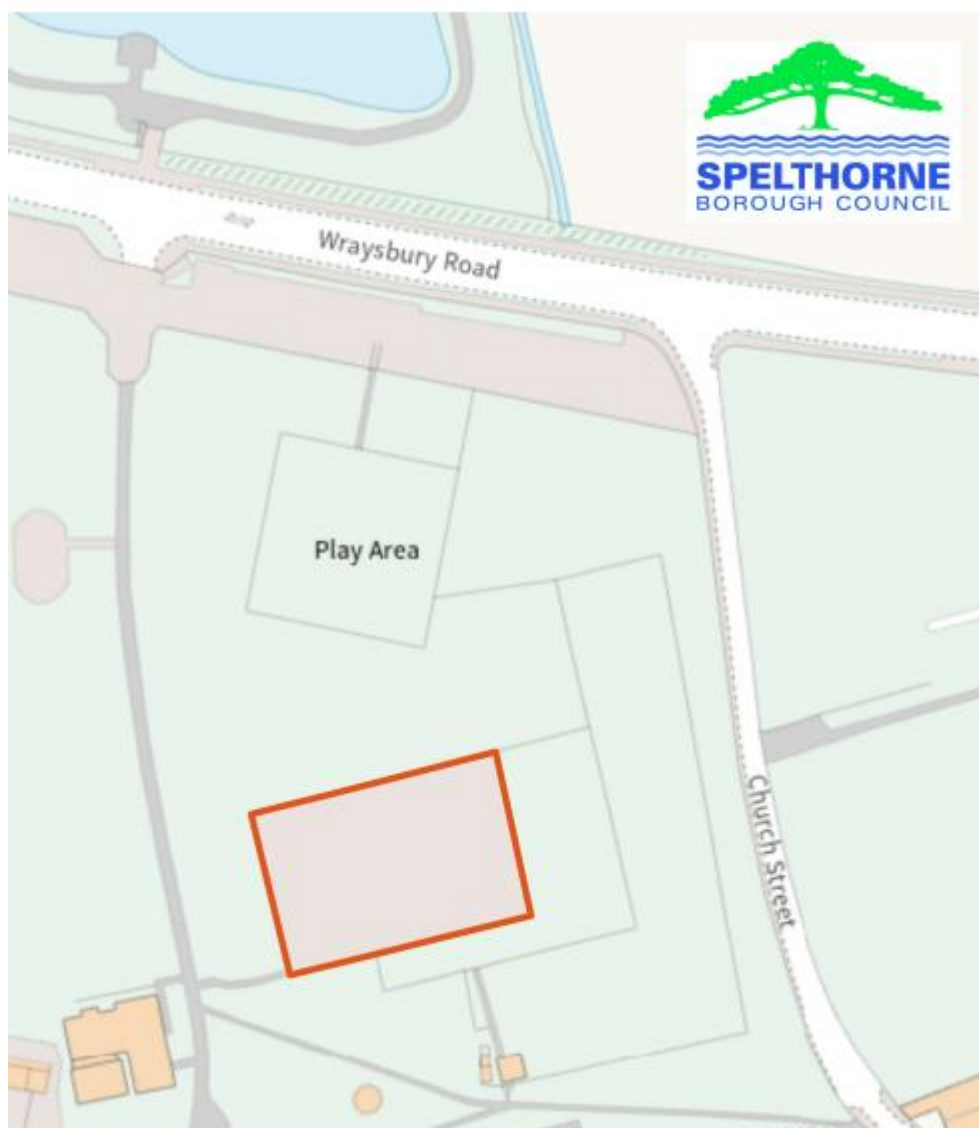 SPELTHORNE
BOROUGH COUNCIL
Wraysbury Road
Play Area
Church Street